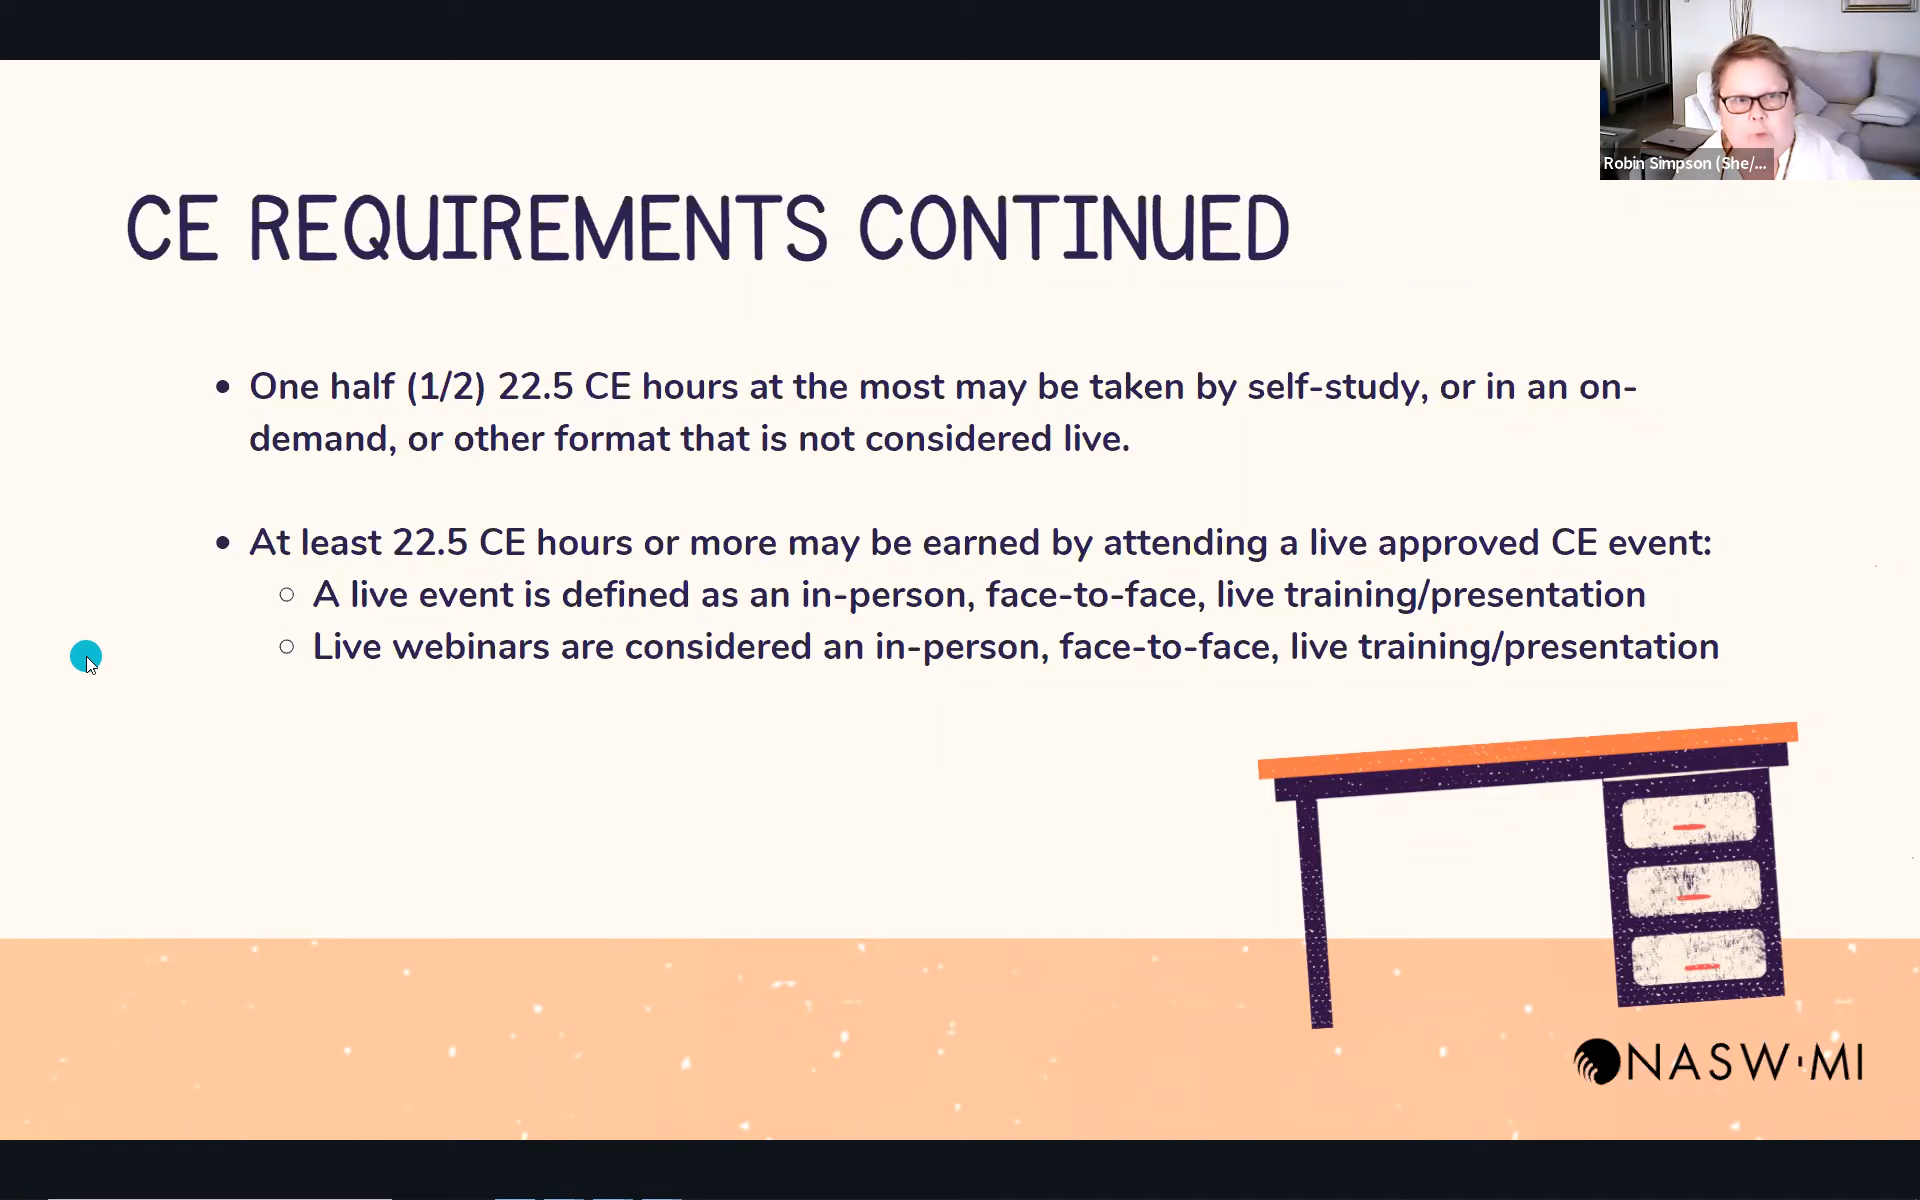 Robin Simpson (She/...
CE REQUIREMENTS CONTINUED
• One half (1/2) 22.5 CE hours at the most may be taken by self-study, or in an on-
demand, or other format that is not considered live.
• At least 22.5 CE hours or more may be earned by attending a live approved CE event:
○ A live event is defined as an in-person, face-to-face, live training/presentation
○ Live webinars are considered an in-person, face-to-face, live training/presentation
NASW·MI